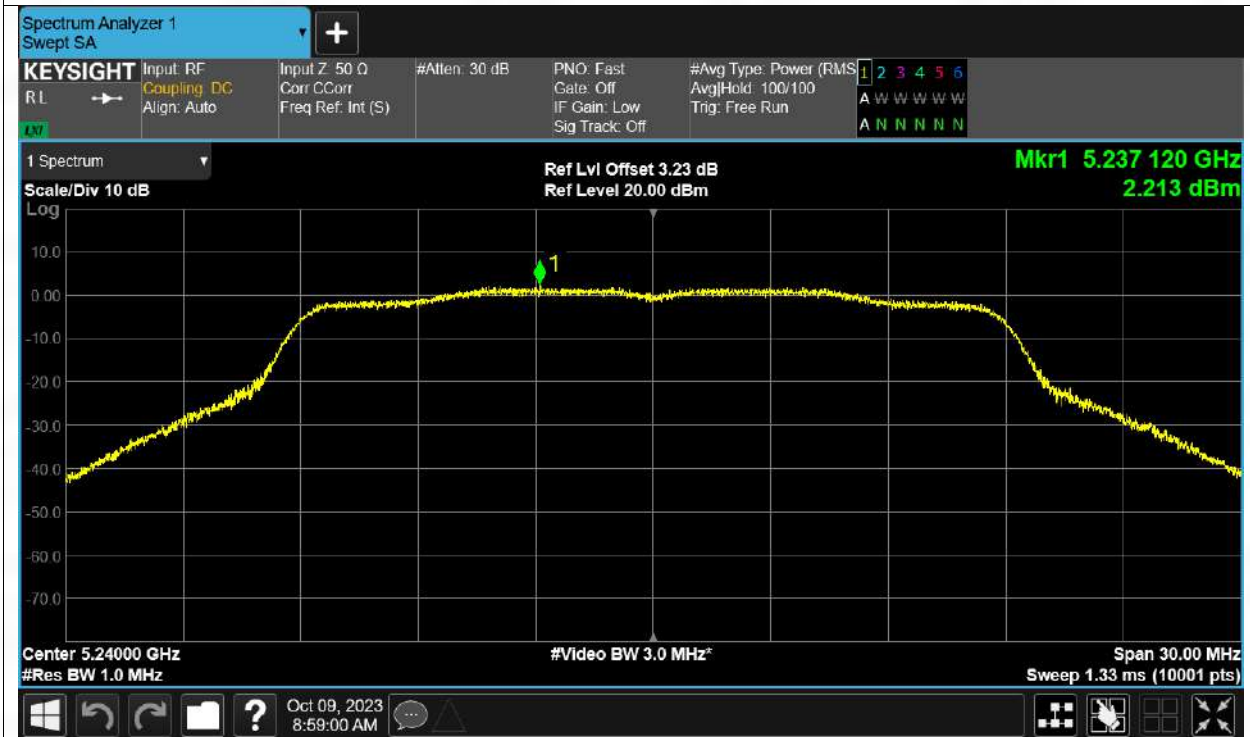 Spectrum Analyzer 1
Swept SA
KEYSIGHT
RL
LXI
Input: RF
Coupling: DC
Align: Auto
Input Z: 50 Ω
Corr CCorr
Freq Ref: Int (S)
#Atten: 30 dB
PNO: Fast
Gate: Off
IF Gain: Low
Sig Track: Off
#Avg Type: Power (RMS
Avg|Hold: 100/100
Trig: Free Run
1 2 3 4 5 6
A W W W W W
A N N N N N
1 Spectrum
Scale/Div 10 dB
Ref Lvl Offset 3.23 dB
Ref Level 20.00 dBm
Mkr1 5.237 120 GHz
2.213 dBm
Log
10.0
0.00
-10.0
-20.0
-30.0
-40.0
-50.0
-60.0
-70.0
1
Center 5.24000 GHz
#Res BW 1.0 MHz
#Video BW 3.0 MHz*
Span 30.00 MHz
Sweep 1.33 ms (10001 pts)
?
Oct 09, 2023
8:59:00 AM